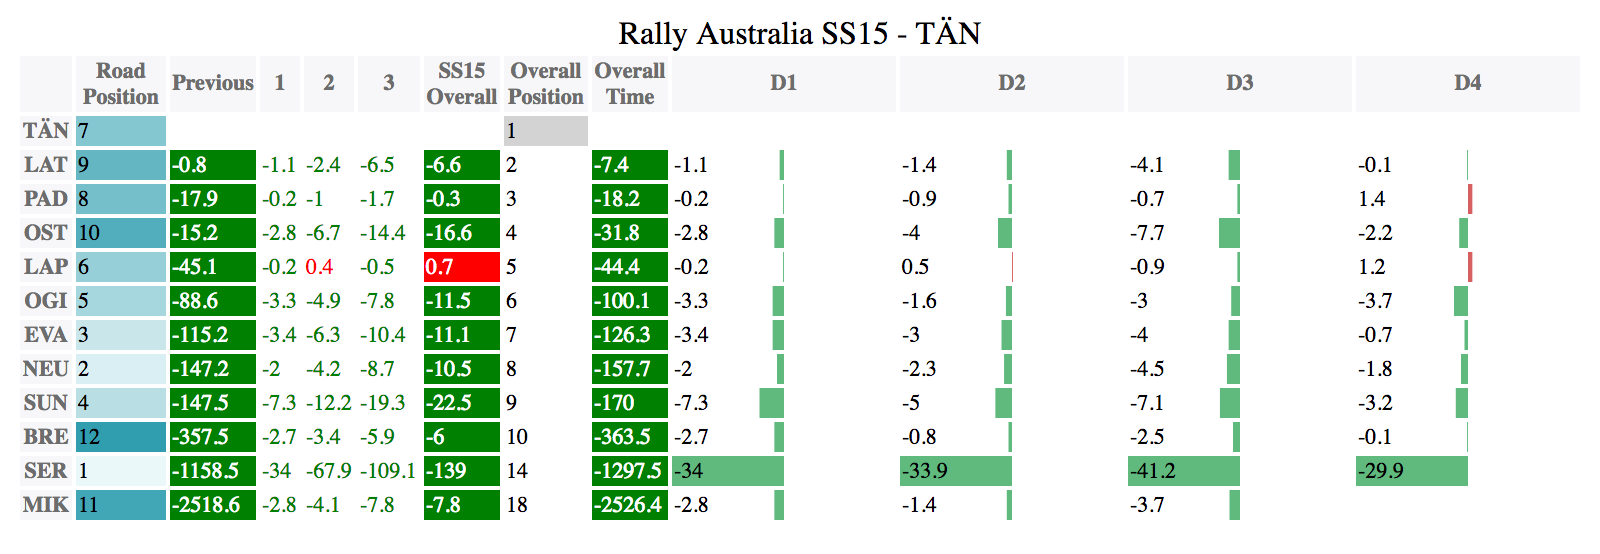 Rally Australia SS15 - TÄN
Road Position Previous 1 2 3 SS15 Overall Overall Position Overall Time D1 D2 D3 D4
TÄN 7 1
LAT 9 -0.8 -1.1 -2.4 -6.5 -6.6 2 -7.4 -1.1 -1.4 -4.1 -0.1
PAD 8 -17.9 -0.2 -1 -1.7 -0.3 3 -18.2 -0.2 -0.9 -0.7 1.4
OST 10 -15.2 -2.8 -6.7 -14.4 -16.6 4 -31.8 -2.8 -4 -7.7 -2.2
LAP 6 -45.1 -0.2 0.4 -0.5 0.7 5 -44.4 -0.2 0.5 -0.9 1.2
OGI 5 -88.6 -3.3 -4.9 -7.8 -11.5 6 -100.1 -3.3 -1.6 -3 -3.7
EVA 3 -115.2 -3.4 -6.3 -10.4 -11.1 7 -126.3 -3.4 -3 -4 -0.7
NEU 2 -147.2 -2 -4.2 -8.7 -10.5 8 -157.7 -2 -2.3 -4.5 -1.8
SUN 4 -147.5 -7.3 -12.2 -19.3 -22.5 9 -170 -7.3 -5 -7.1 -3.2
BRE 12 -357.5 -2.7 -3.4 -5.9 -6 10 -363.5 -2.7 -0.8 -2.5 -0.1
SER 1 -1158.5 -34 -67.9 -109.1 -139 14 -1297.5 -34 -33.9 -41.2 -29.9
MIK 11 -2518.6 -2.8 -4.1 -7.8 -7.8 18 -2526.4 -2.8 -1.4 -3.7